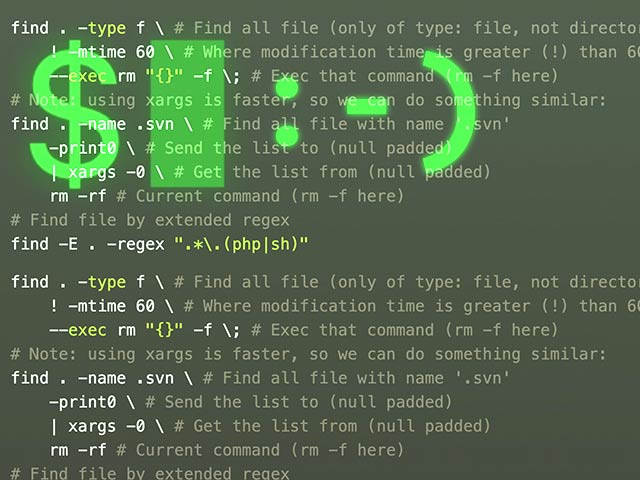 find . -type f \ # Find all file (only of type: file, not director
! -mtime 60 \ # Where modification time is greater (!) than 60
--exec rm "{}" -f \; # Exec that command (rm -f here)
# Note: using xargs is faster, so we can do something similar:
find . -name .svn \ # Find all file with name '.svn'
-print0 \ # Send the list to (null padded)
| xargs -0 \ # Get the list from (null padded)
rm -rf # Current command (rm -f here)
# Find file by extended regex
find -E . -regex ".*\.(php|sh)"
$ :-)
find . -type f \ # Find all file (only of type: file, not director
! -mtime 60 \ # Where modification time is greater (!) than 60
--exec rm "{}" -f \; # Exec that command (rm -f here)
# Note: using xargs is faster, so we can do something similar:
find . -name .svn \ # Find all file with name '.svn'
-print0 \ # Send the list to (null padded)
| xargs -0 \ # Get the list from (null padded)
rm -rf # Current command (rm -f here)
# Find file by extended regex